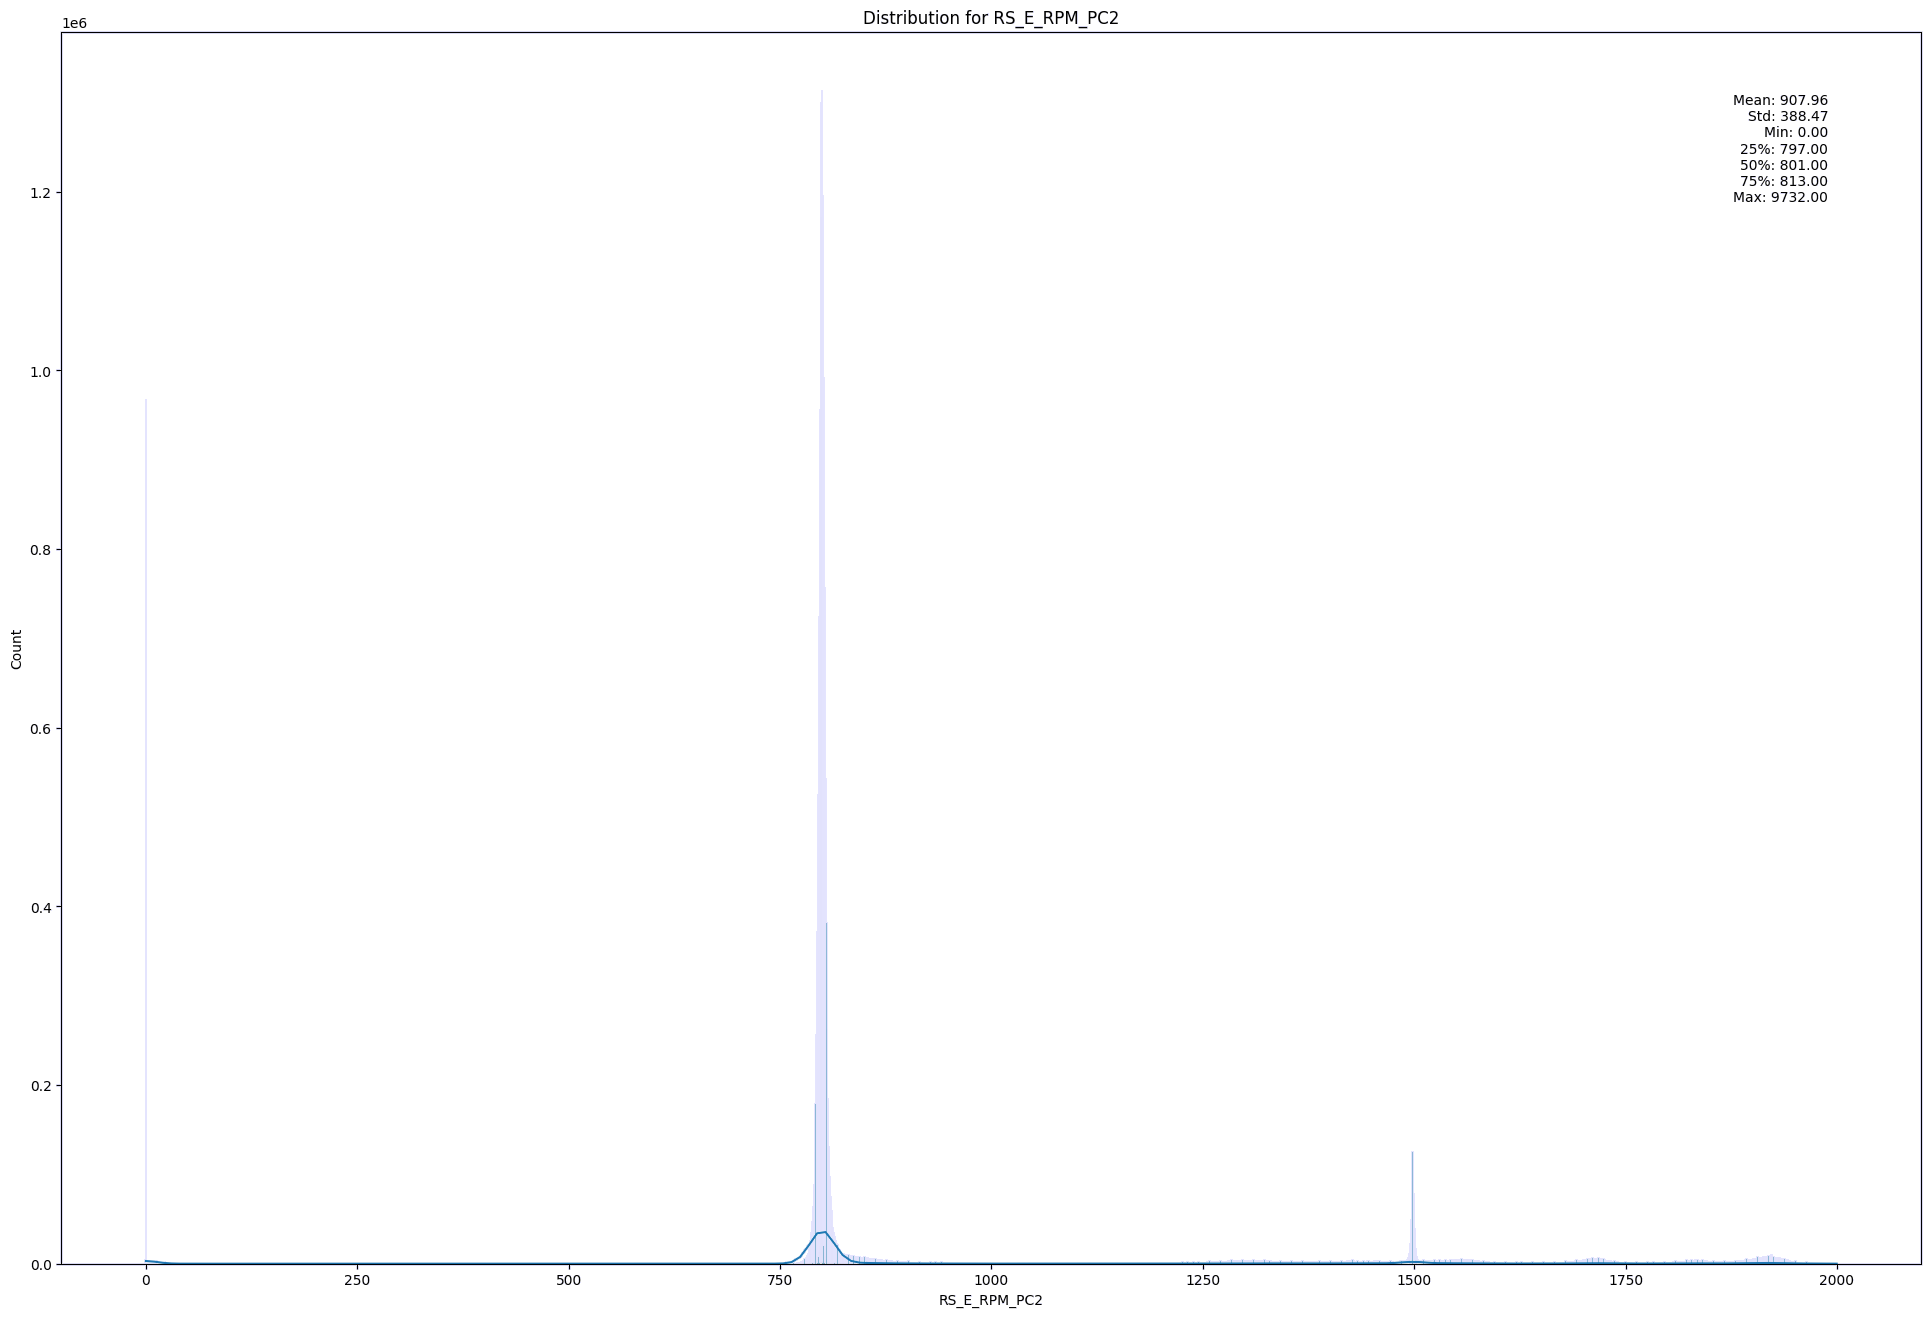 Distribution for RS_E_RPM_PC2
1e6
Mean: 907.96
Std: 388.47
Min: 0.00
25%: 797.00
50%: 801.00
75%: 813.00
Max: 9732.00
1.2
1.0
0.8
0.6
0.4
0.2
0.0
Count
0 250 500 750 1000 1250 1500 1750 2000
RS_E_RPM_PC2